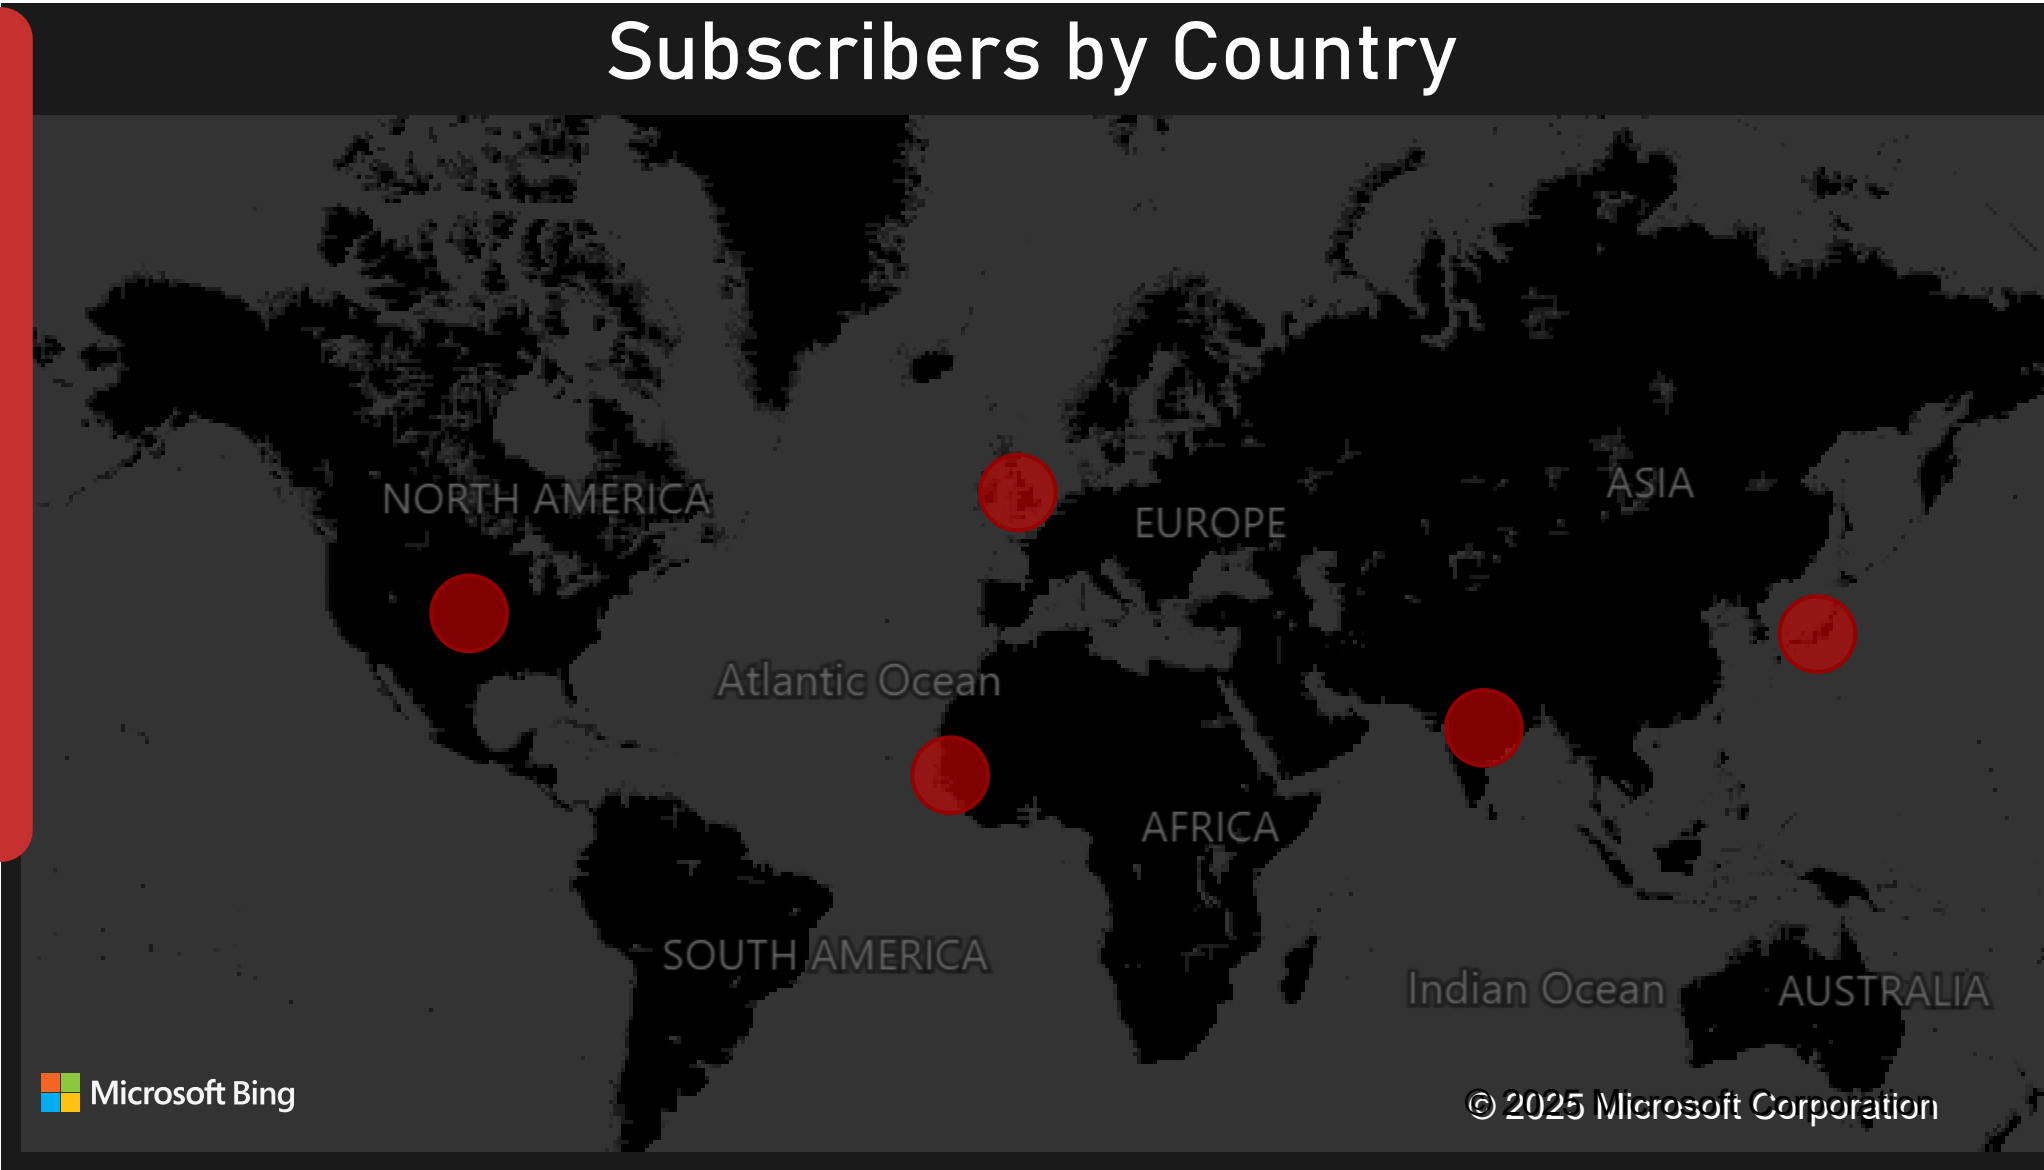 Subscribers by Country
NORTH AMERICA
ASIA
EUROPE
Atlantic Ocean
AFRICA
SOUTH AMERICA
Indian Ocean
AUSTRALIA
Microsoft Bing
© 2025 Microsoft Corporation